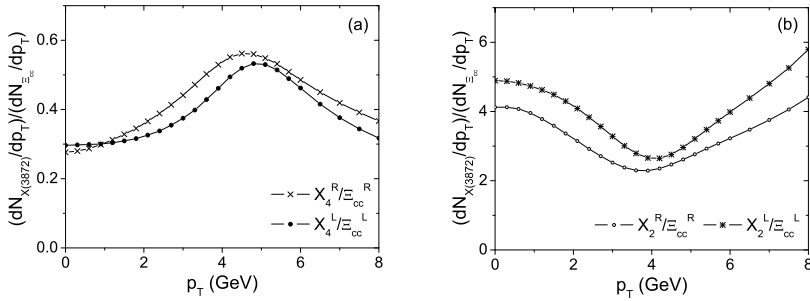 (a)
(dN_X(3872)/dp_T)/(dN_Ξcc/dp_T)
0.6
0.4
0.2
0.0
X_4^R/Ξ_cc^R
X_4^L/Ξ_cc^L
0 2 4 6 8
p_T (GeV)
(b)
(dN_X(3872)/dp_T)/(dN_Ξcc/dp_T)
6
4
2
0
X_2^R/Ξ_cc^R X_2^L/Ξ_cc^L
0 2 4 6 8
p_T (GeV)